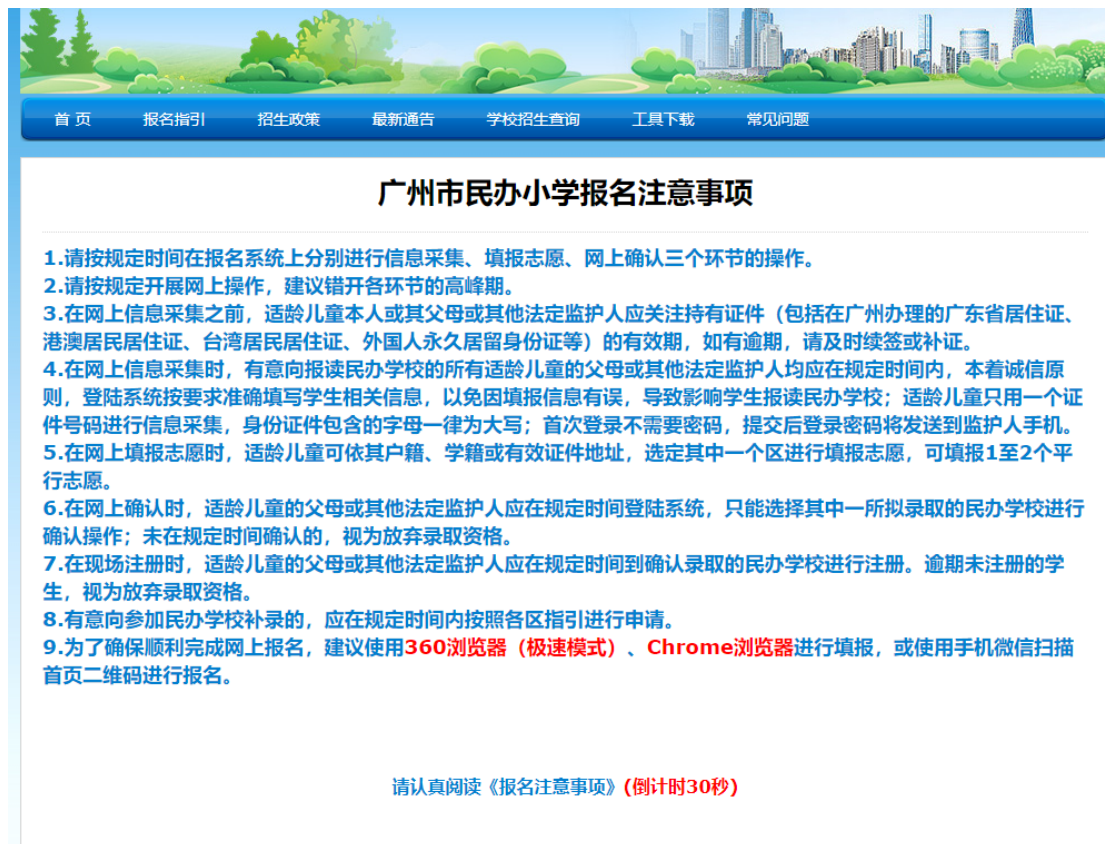 首 页 报名指引 招生政策 最新通告 学校招生查询 工具下载 常见问题
广州市民办小学报名注意事项
1.请按规定时间在报名系统上分别进行信息采集、填报志愿、网上确认三个环节的操作。
2.请按规定开展网上操作，建议错开各环节的高峰期。
3.在网上信息采集之前，适龄儿童本人或其父母或其他法定监护人应关注持有证件（包括在广州办理的广东省居住证、
港澳居民居住证、台湾居民居住证、外国人永久居留身份证等）的有效期，如有逾期，请及时续签或补证。
4.在网上信息采集时，有意向报读民办学校的所有适龄儿童的父母或其他法定监护人均应在规定时间内，本着诚信原
则，登陆系统按要求准确填写学生相关信息，以免因填报信息有误，导致影响学生报读民办学校；适龄儿童只用一个证
件号码进行信息采集，身份证件包含的字母一律为大写；首次登录不需要密码，提交后登录密码将发送到监护人手机。
5.在网上填报志愿时，适龄儿童可依其户籍、学籍或有效证件地址，选定其中一个区进行填报志愿，可填报1至2个平
行志愿。
6.在网上确认时，适龄儿童的父母或其他法定监护人应在规定时间登陆系统，只能选择其中一所拟录取的民办学校进行
确认操作；未在规定时间确认的，视为放弃录取资格。
7.在现场注册时，适龄儿童的父母或其他法定监护人应在规定时间到确认录取的民办学校进行注册。逾期未注册的学
生，视为放弃录取资格。
8.有意向参加民办学校补录的，应在规定时间内按照各区指引进行申请。
9.为了确保顺利完成网上报名，建议使用360浏览器（极速模式）、Chrome浏览器进行填报，或使用手机微信扫描
首页二维码进行报名。
请认真阅读《报名注意事项》(倒计时30秒)